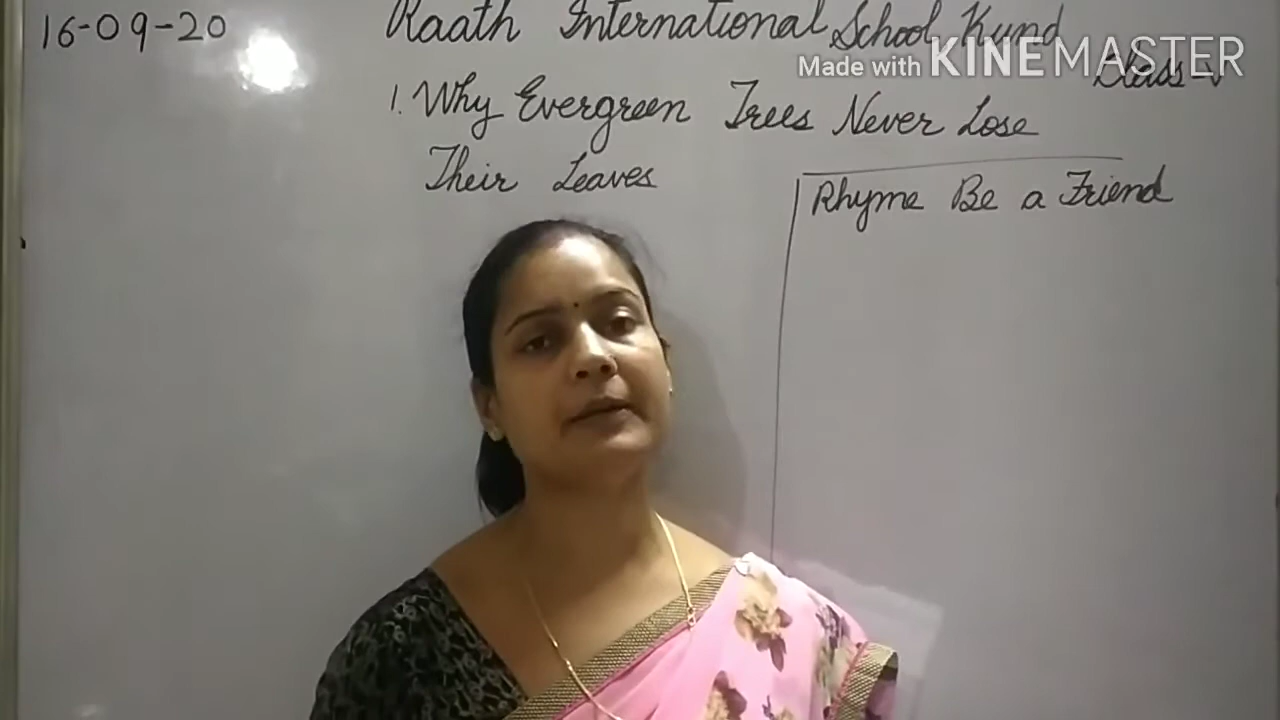 16-09-20
Raath International School Kund
Made with KINEMASTER
Class-V
1. Why Evergreen Trees Never Lose
Their Leaves
Rhyme Be a Friend